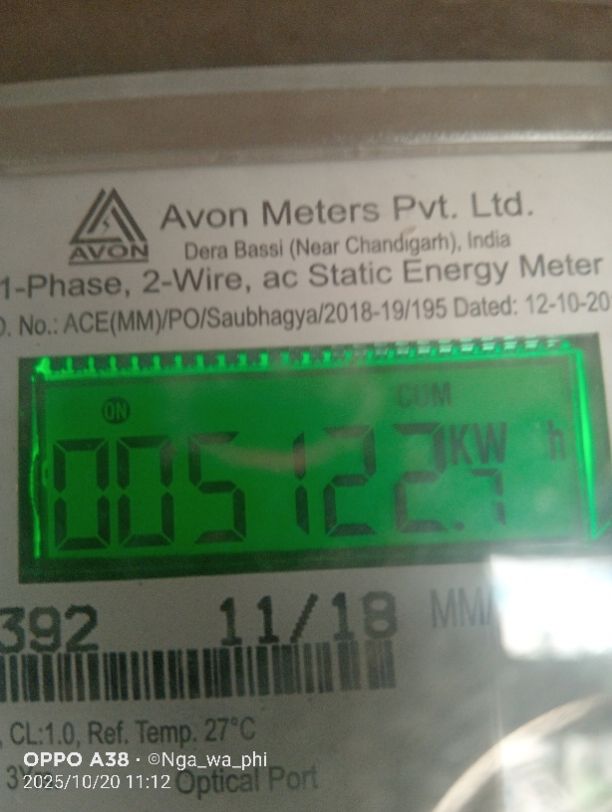 Avon Meters Pvt. Ltd.
AVON
Dera Bassi (Near Chandigarh), India
1-Phase, 2-Wire, ac Static Energy Meter
No.: ACE(MM)/PO/Saubhagya/2018-19/195 Dated: 12-10-20
ON
CUM
005122.7 KW h
392 11/18 MM/
CL:1.0, Ref. Temp. 27°C
OPPO A38 · ©Nga_wa_phi
2025/10/20 11:12
Optical Port